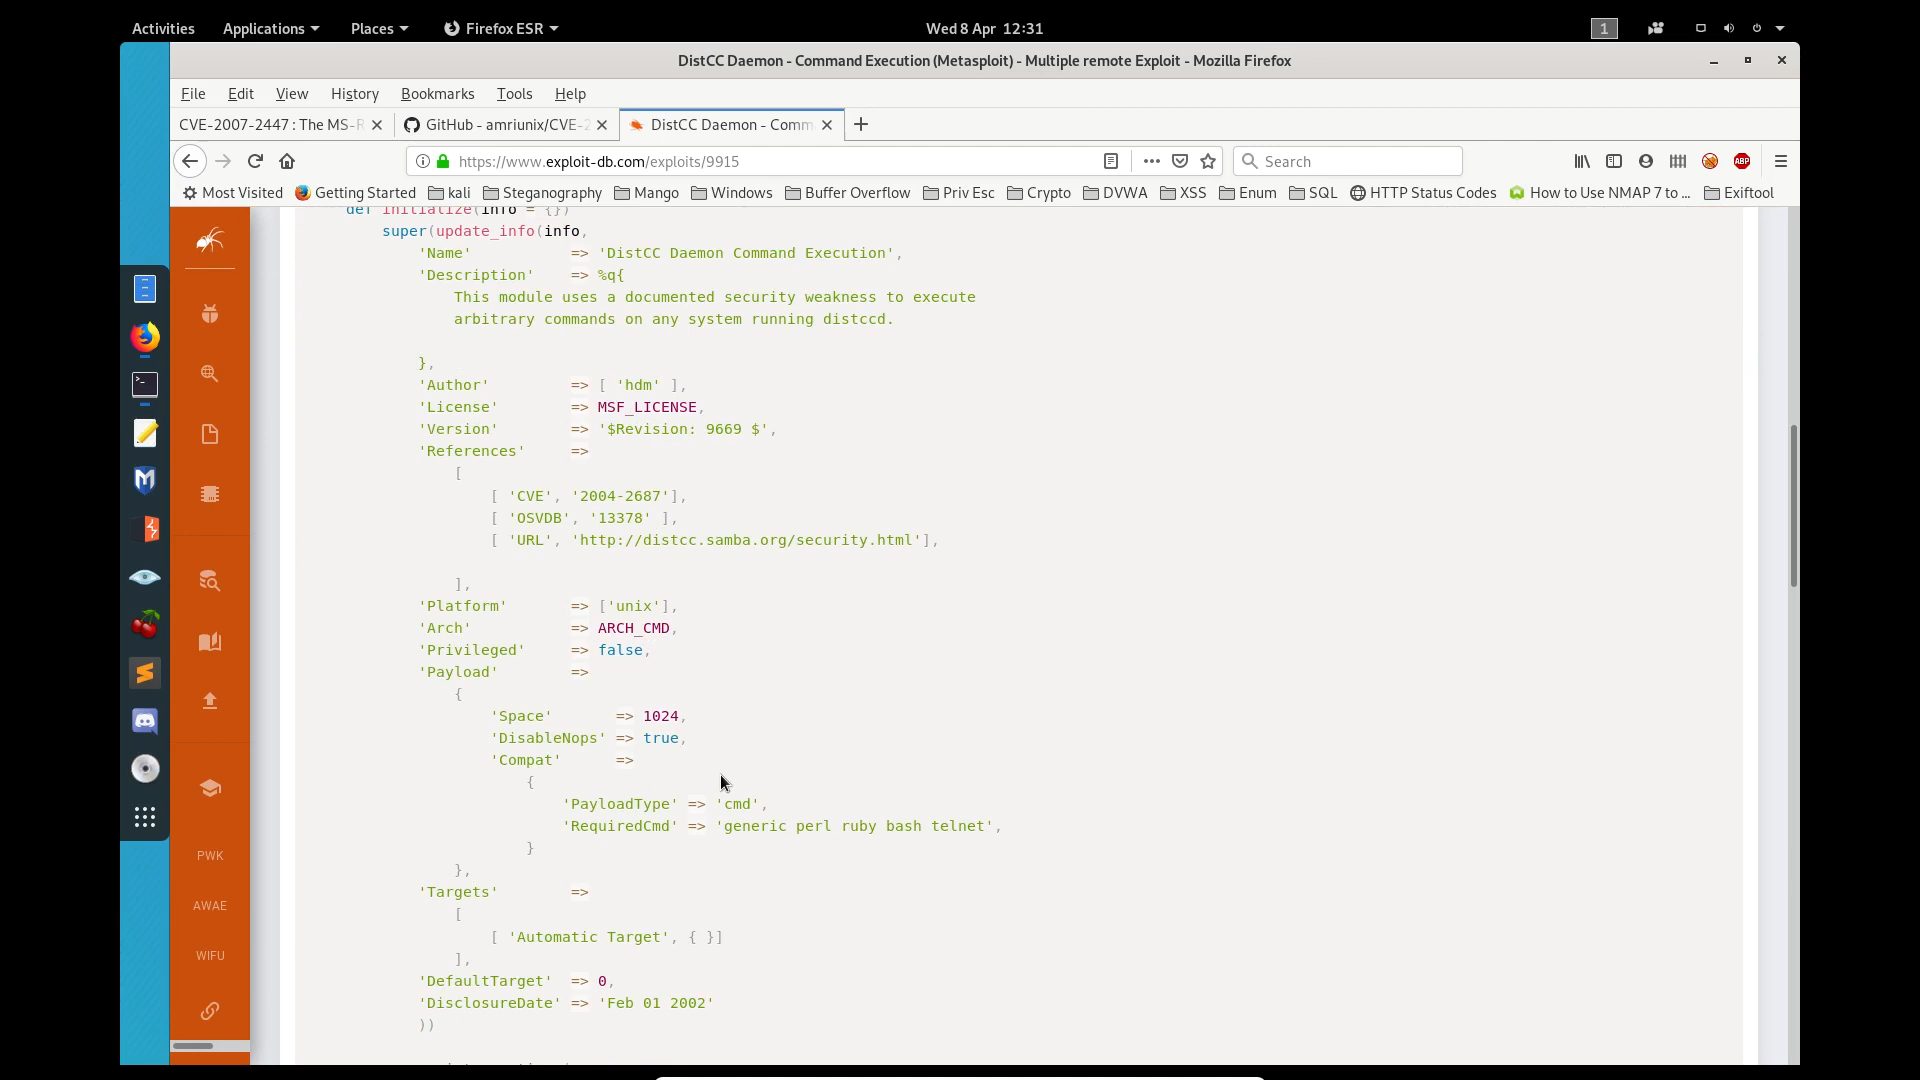 Activities Applications Places Firefox ESR Wed 8 Apr 12:31 1
DistCC Daemon - Command Execution (Metasploit) - Multiple remote Exploit - Mozilla Firefox
File Edit View History Bookmarks Tools Help
CVE-2007-2447 : The MS-R GitHub - amriunix/CVE-2 DistCC Daemon - Comm
https://www.exploit-db.com/exploits/9915 Search ABP
Most Visited Getting Started kali Steganography Mango Windows Buffer Overflow Priv Esc Crypto DVWA XSS Enum SQL HTTP Status Codes How to Use NMAP 7 to ... Exiftool
def initialize(info = {})
super(update_info(info,
'Name' => 'DistCC Daemon Command Execution',
'Description' => %q{
This module uses a documented security weakness to execute
arbitrary commands on any system running distccd.
},
'Author' => [ 'hdm' ],
'License' => MSF_LICENSE,
'Version' => '$Revision: 9669 $',
'References' =>
[
[ 'CVE', '2004-2687'],
[ 'OSVDB', '13378' ],
[ 'URL', 'http://distcc.samba.org/security.html'],
],
'Platform' => ['unix'],
'Arch' => ARCH_CMD,
'Privileged' => false,
'Payload' =>
{
'Space' => 1024,
'DisableNops' => true,
'Compat' =>
{
'PayloadType' => 'cmd',
'RequiredCmd' => 'generic perl ruby bash telnet',
}
},
'Targets' =>
[
[ 'Automatic Target', { }]
],
'DefaultTarget' => 0,
'DisclosureDate' => 'Feb 01 2002'
))
PWK
AWAE
WIFU